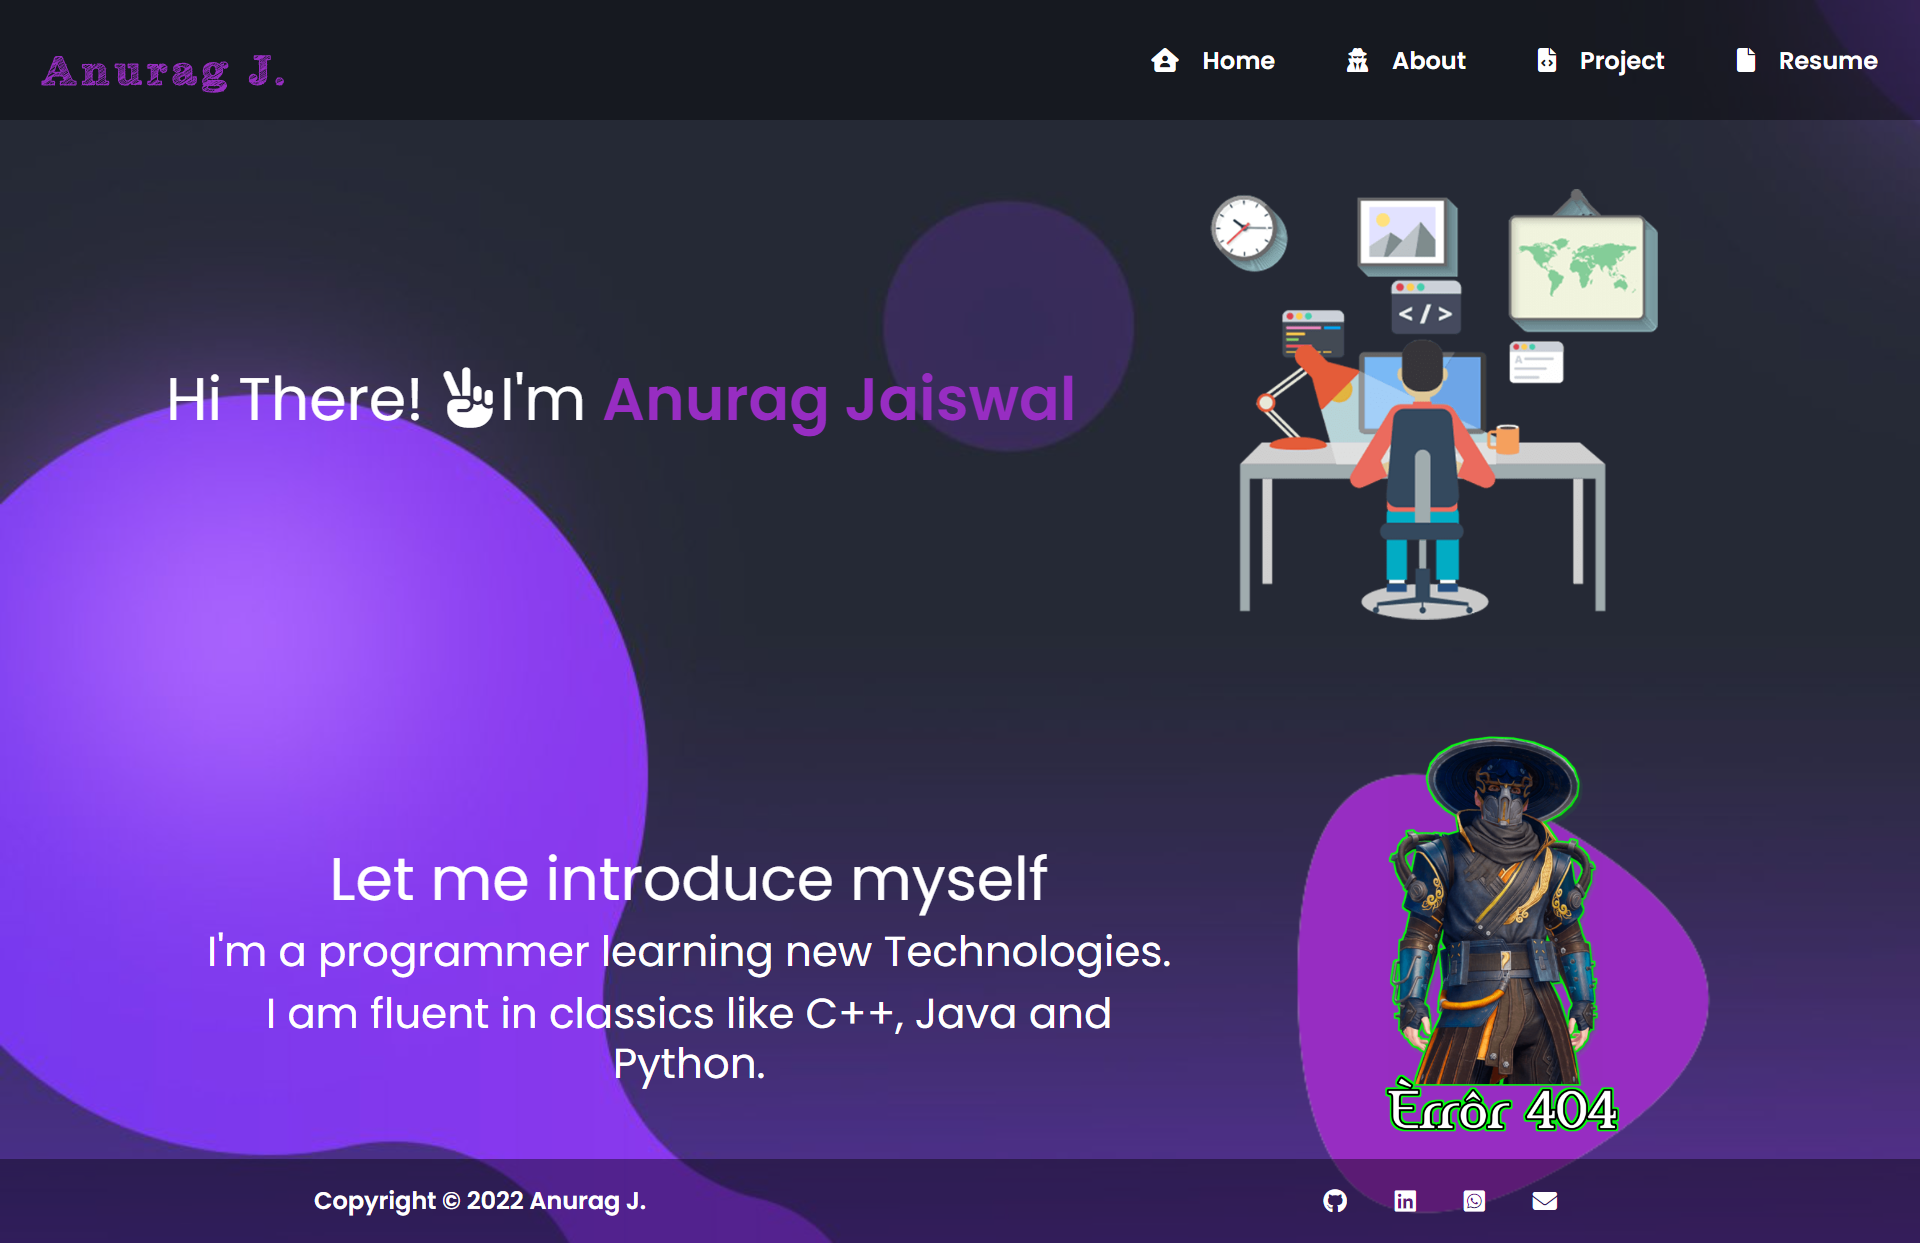 Anurag J.
Home
About
Project
Resume
</>
A
Hi There! I'm Anurag Jaiswal
Let me introduce myself
I'm a programmer learning new Technologies.
I am fluent in classics like C++, Java and
Python.
Èrrôr 404
Copyright © 2022 Anurag J.
in